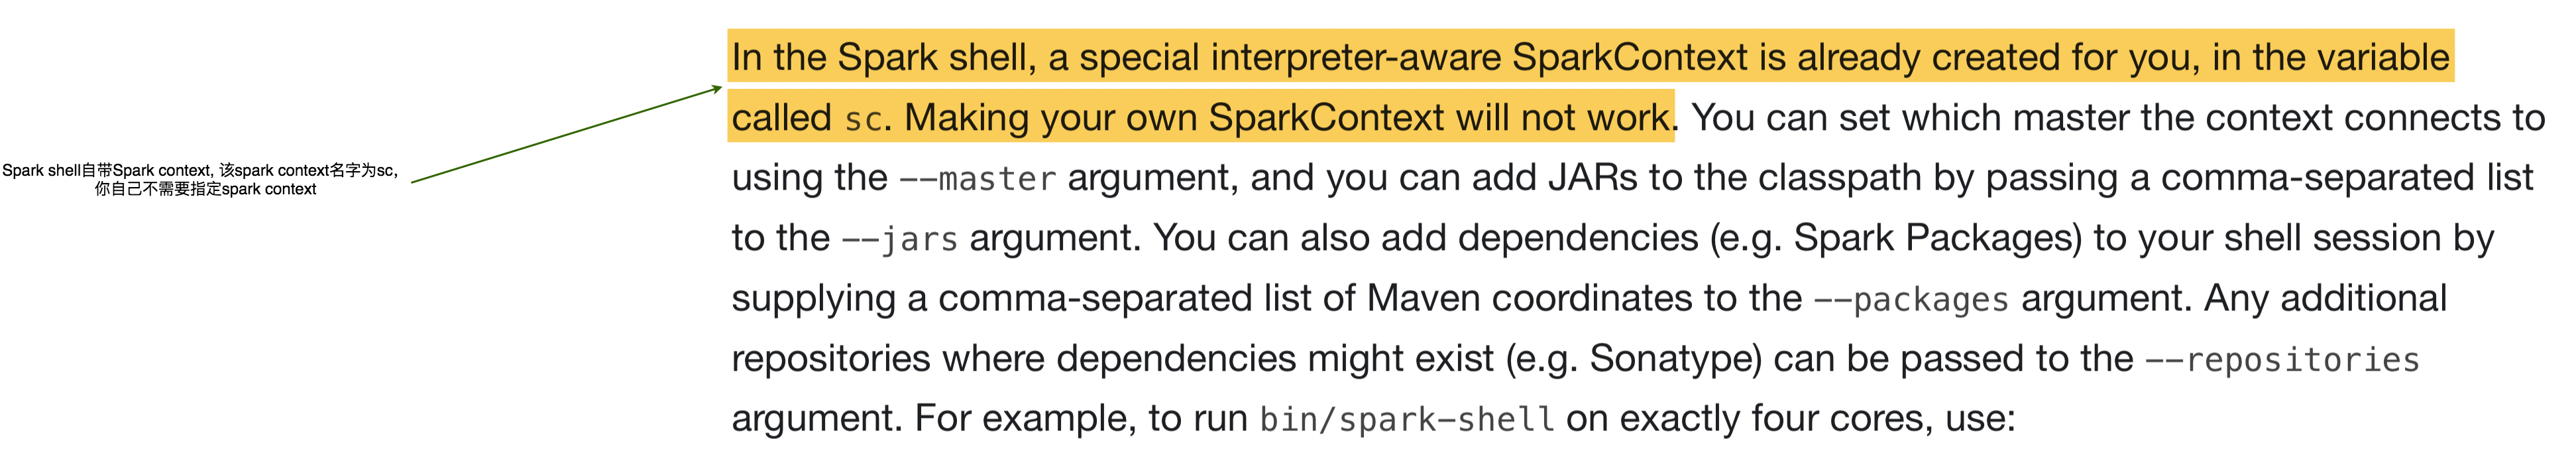 In the Spark shell, a special interpreter-aware SparkContext is already created for you, in the variable
called sc. Making your own SparkContext will not work. You can set which master the context connects to
using the --master argument, and you can add JARs to the classpath by passing a comma-separated list
to the --jars argument. You can also add dependencies (e.g. Spark Packages) to your shell session by
supplying a comma-separated list of Maven coordinates to the --packages argument. Any additional
repositories where dependencies might exist (e.g. Sonatype) can be passed to the --repositories
argument. For example, to run bin/spark-shell on exactly four cores, use:
Spark shell自带Spark context, 该spark context名字为sc,
你自己不需要指定spark context